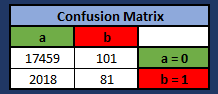 Confusion Matrix
a b
17459 101 a = 0
2018 81 b = 1